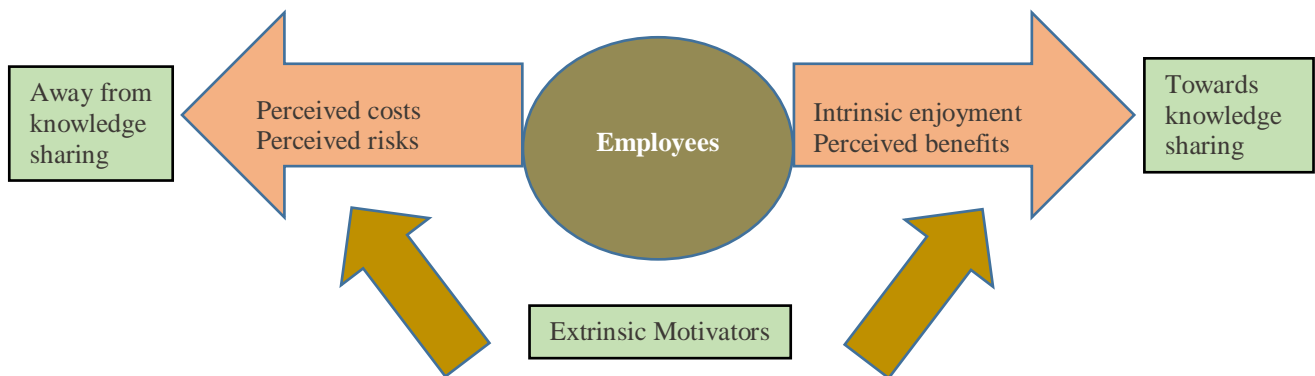 Away from
knowledge
sharing
Perceived costs
Perceived risks
Employees
Intrinsic enjoyment
Perceived benefits
Towards
knowledge
sharing
Extrinsic Motivators